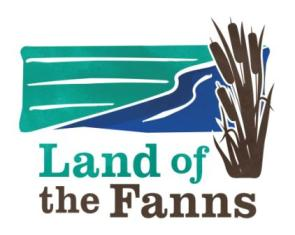 Land of
the Fanns